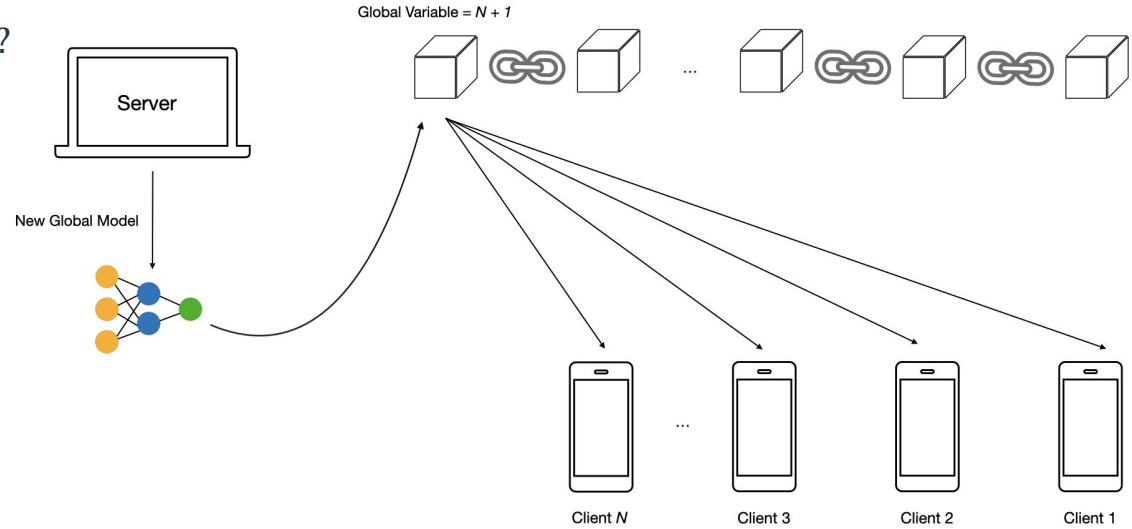 ?
Global Variable = N + 1
...
Server
New Global Model
...
Client N
Client 3
Client 2
Client 1